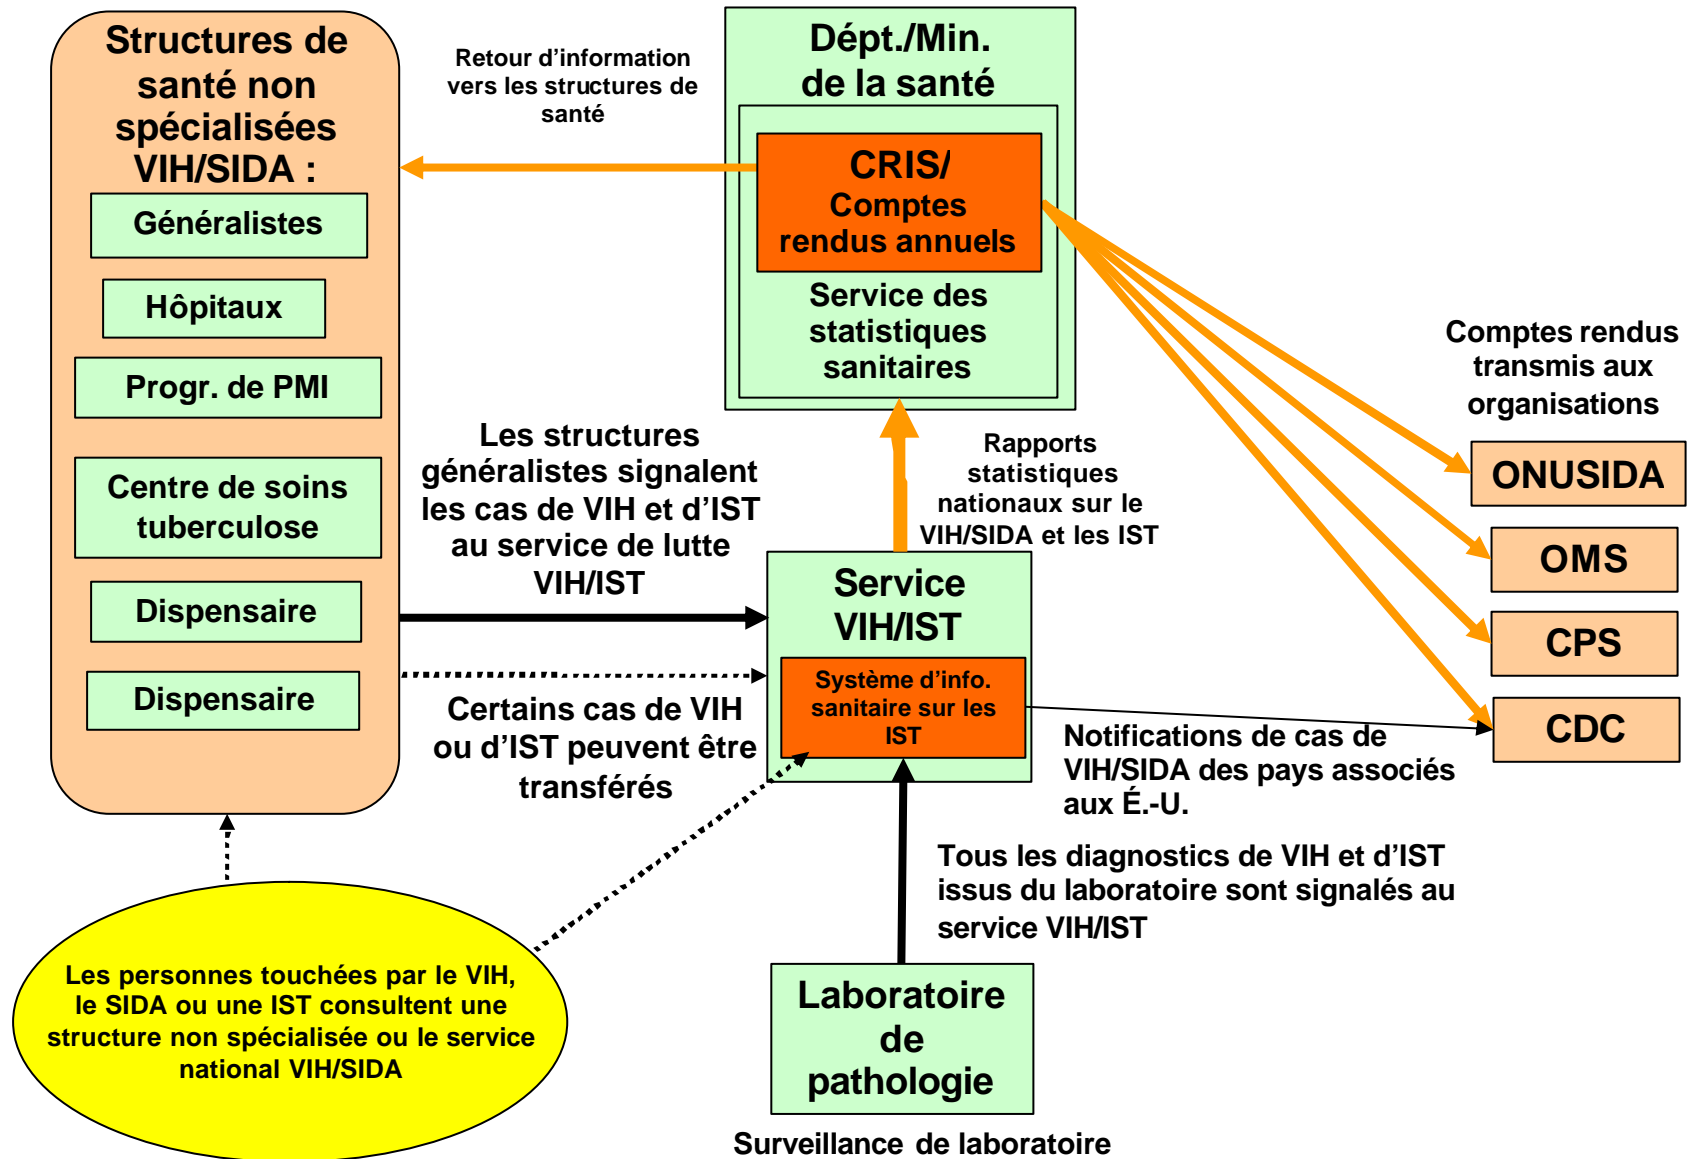 Structures de
santé non
spécialisées
VIH/SIDA :
Généralistes
Hôpitaux
Progr. de PMI
Centre de soins
tuberculose
Dispensaire
Dispensaire
Retour d’information
vers les structures de
santé
Dépt./Min.
de la santé
CRIS/
Comptes
rendus annuels
Service des
statistiques
sanitaires
Comptes rendus
transmis aux
organisations
ONUSIDA
OMS
CPS
CDC
Les structures
généralistes signalent
les cas de VIH et d’IST
au service de lutte
VIH/IST
Rapports
statistiques
nationaux sur le
VIH/SIDA et les IST
Service
VIH/IST
Système d’info.
sanitaire sur les
IST
Certains cas de VIH
ou d’IST peuvent être
transférés
Notifications de cas de
VIH/SIDA des pays associés
aux É.-U.
Tous les diagnostics de VIH et d’IST
issus du laboratoire sont signalés au
service VIH/IST
Les personnes touchées par le VIH,
le SIDA ou une IST consultent une
structure non spécialisée ou le service
national VIH/SIDA
Laboratoire
de
pathologie
Surveillance de laboratoire